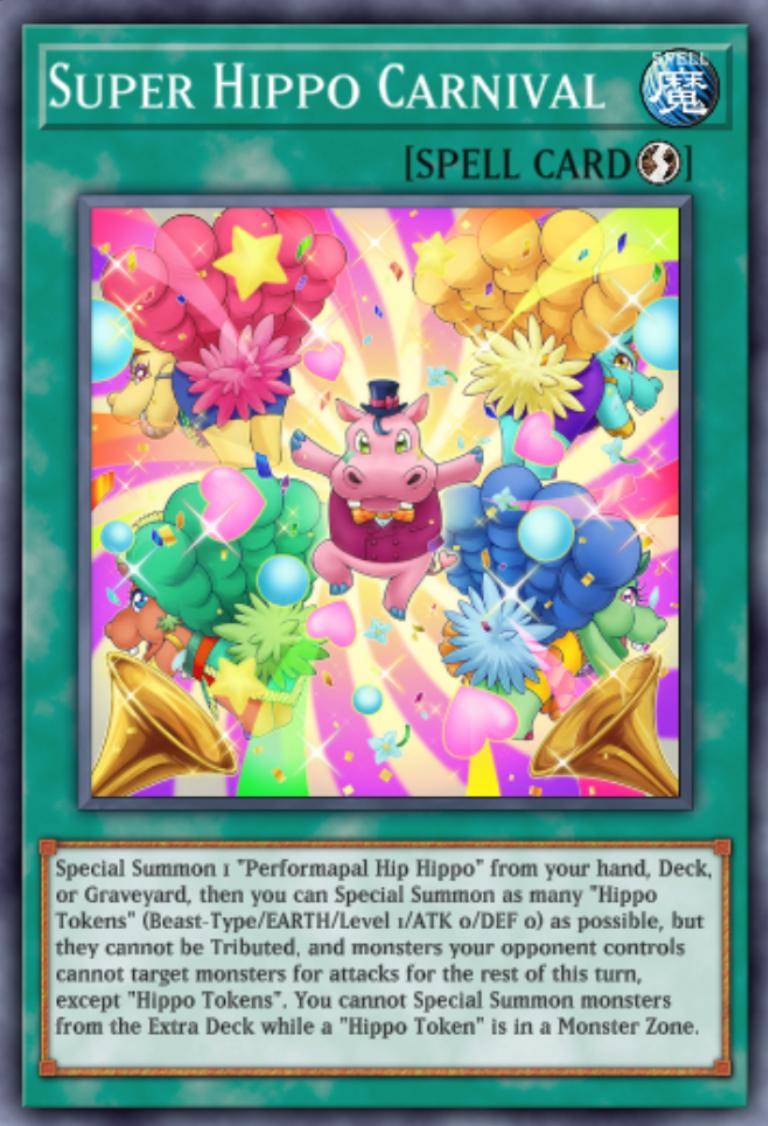 SUPER HIPPO CARNIVAL
SPELL
魔
[SPELL CARD]
Special Summon 1 "Performapal Hip Hippo" from your hand, Deck,
or Graveyard, then you can Special Summon as many "Hippo
Tokens" (Beast-Type/EARTH/Level 1/ATK 0/DEF 0) as possible, but
they cannot be Tributed, and monsters your opponent controls
cannot target monsters for attacks for the rest of this turn,
except "Hippo Tokens". You cannot Special Summon monsters
from the Extra Deck while a "Hippo Token" is in a Monster Zone.